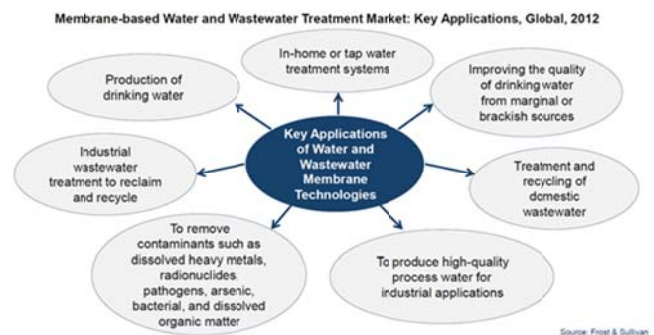 Membrane-based Water and Wastewater Treatment Market: Key Applications, Global, 2012
In-home or tap water
treatment systems
Production of
drinking water
Improving the quality
of drinking water
from marginal or
brackish sources
Key Applications
of Water and
Wastewater
Membrane
Technologies
Industrial
wastewater
treatment to reclaim
and recycle
Treatment and
recycling of
domestic
wastewater
To remove
contaminants such as
dissolved heavy metals,
radionuclides
pathogens, arsenic,
bacterial, and dissolved
organic matter
To produce high-quality
process water for
industrial applications
Source: Frost & Sullivan